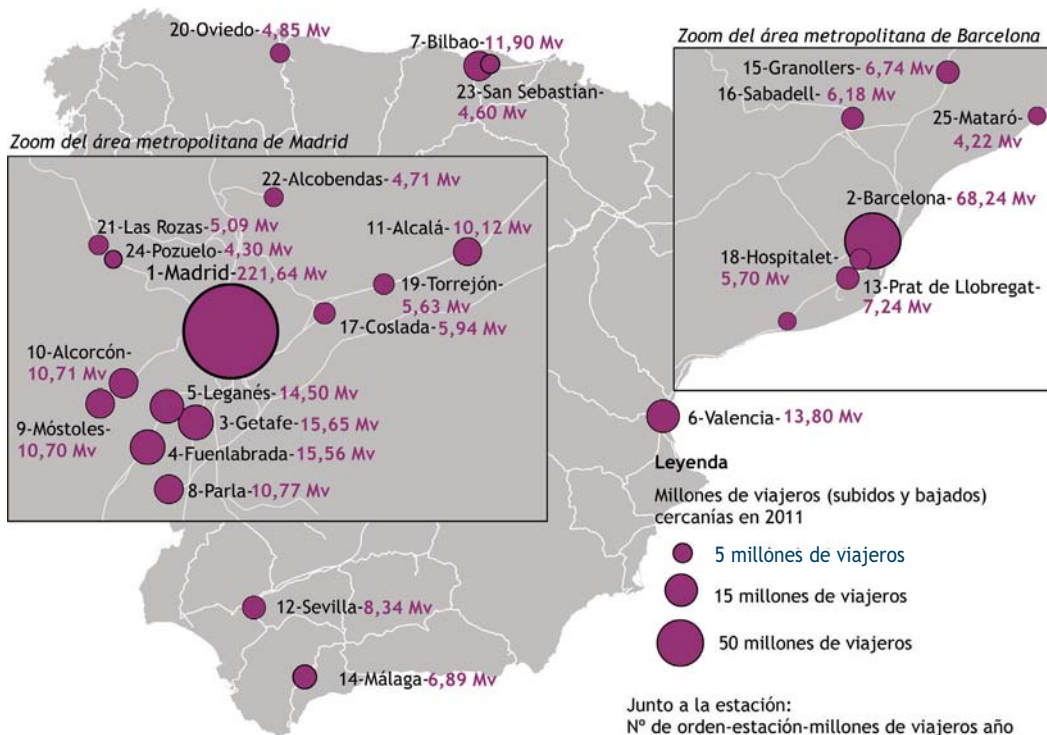 20-Oviedo-4,85 Mv
7-Bilbao-11,90 Mv
23-San Sebastián-
4,60 Mv
Zoom del área metropolitana de Barcelona
15-Granollers- 6,74 Mv
16-Sabadell- 6,18 Mv
25-Mataró-
4,22 Mv
2-Barcelona-68,24 Mv
18-Hospitalet-
5,70 Mv
13-Prat de Llobregat-
7,24 Mv
Zoom del área metropolitana de Madrid
22-Alcobendas-4,71 Mv
21-Las Rozas-5,09 Mv
24-Pozuelo-4,30 Mv
1-Madrid-221,64 Mv
11-Alcalá-10,12 Mv
19-Torrejón-
5,63 Mv
17-Coslada-5,94 Mv
10-Alcorcón-
10,71 Mv
5-Leganés-14,50 Mv
3-Getafe-15,65 Mv
9-Móstoles-
10,70 Mv
4-Fuenlabrada-15,56 Mv
8-Parla-10,77 Mv
6-Valencia-13,80 Mv
12-Sevilla-8,34 Mv
14-Málaga-6,89 Mv
Leyenda
Millones de viajeros (subidos y bajados)
cercanías en 2011
5 millónes de viajeros
15 millones de viajeros
50 millones de viajeros
Junto a la estación:
Nº de orden-estación-millones de viajeros año